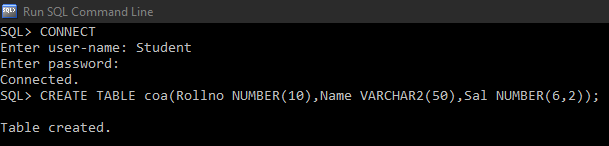 Run SQL Command Line
SQL> CONNECT
Enter user-name: Student
Enter password:
Connected.
SQL> CREATE TABLE coa(Rollno NUMBER(10),Name VARCHAR2(50),Sal NUMBER(6,2));
Table created.